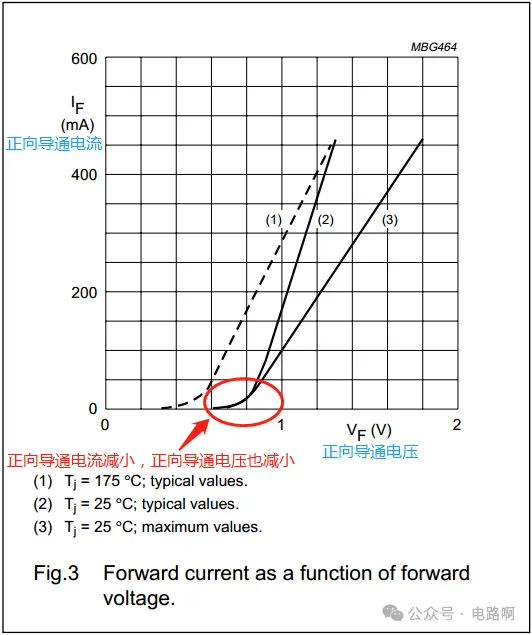 MBG464
600
I_F
(mA)
正向导通电流
400
(1)
(2)
(3)
200
0
0
1
V_F (V)
2
正向导通电压
正向导通电流减小，正向导通电压也减小
(1) T_j = 175 °C; typical values.
(2) T_j = 25 °C; typical values.
(3) T_j = 25 °C; maximum values.
Fig.3 Forward current as a function of forward
voltage.
公众号 · 电路啊